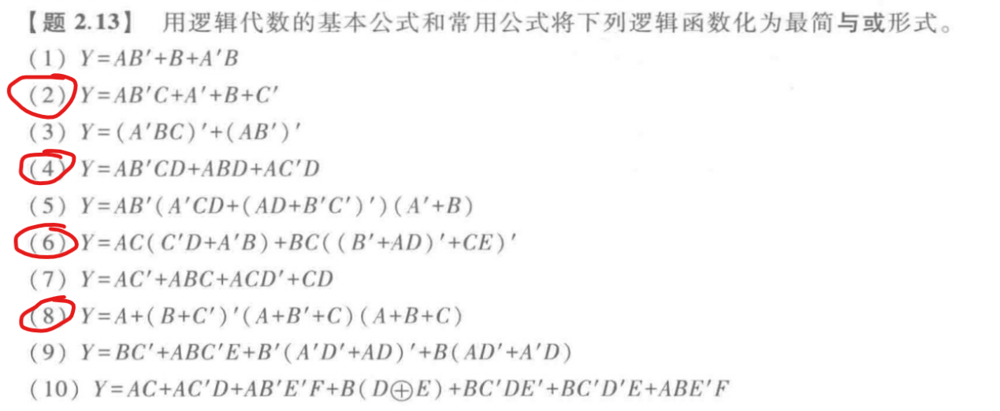 【题 2.13】 用逻辑代数的基本公式和常用公式将下列逻辑函数化为最简与或形式。
(1) Y=AB′+B+A′B
(2) Y=AB′C+A′+B+C′
(3) Y=(A′BC)′+(AB′)′
(4) Y=AB′CD+ABD+AC′D
(5) Y=AB′(A′CD+(AD+B′C′)′)(A′+B)
(6) Y=AC(C′D+A′B)+BC((B′+AD)′+CE)′
(7) Y=AC′+ABC+ACD′+CD
(8) Y=A+(B+C′)′(A+B′+C)(A+B+C)
(9) Y=BC′+ABC′E+B′(A′D′+AD)′+B(AD′+A′D)
(10) Y=AC+AC′D+AB′E′F+B(D⊕E)+BC′DE′+BC′D′E+ABE′F